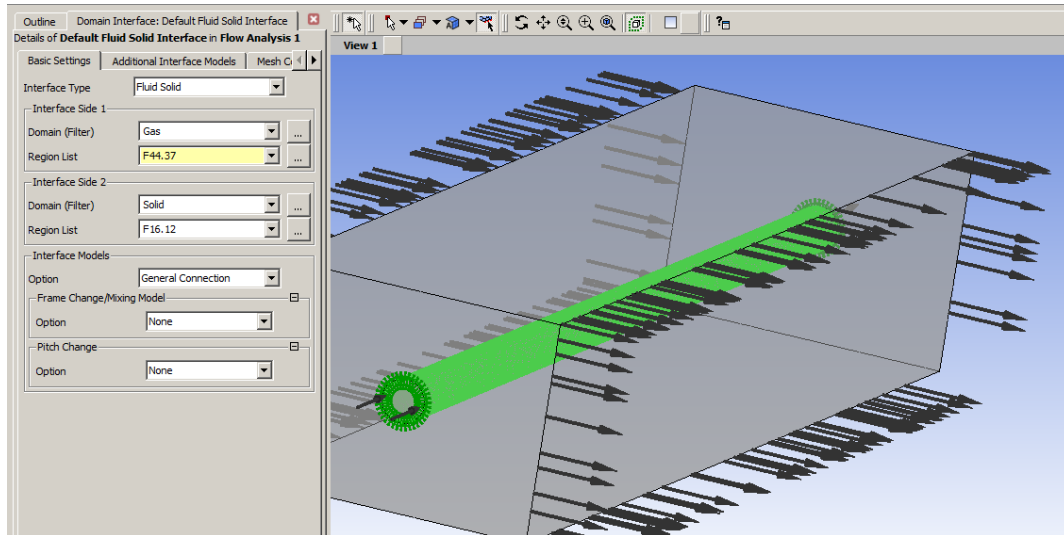 Outline
Domain Interface: Default Fluid Solid Interface
Details of Default Fluid Solid Interface in Flow Analysis 1
Basic Settings
Additional Interface Models
Mesh C
Interface Type
Fluid Solid
Interface Side 1
Domain (Filter)
Gas
...
Region List
F44.37
...
Interface Side 2
Domain (Filter)
Solid
...
Region List
F16.12
...
Interface Models
Option
General Connection
Frame Change/Mixing Model
Option
None
Pitch Change
Option
None
View 1